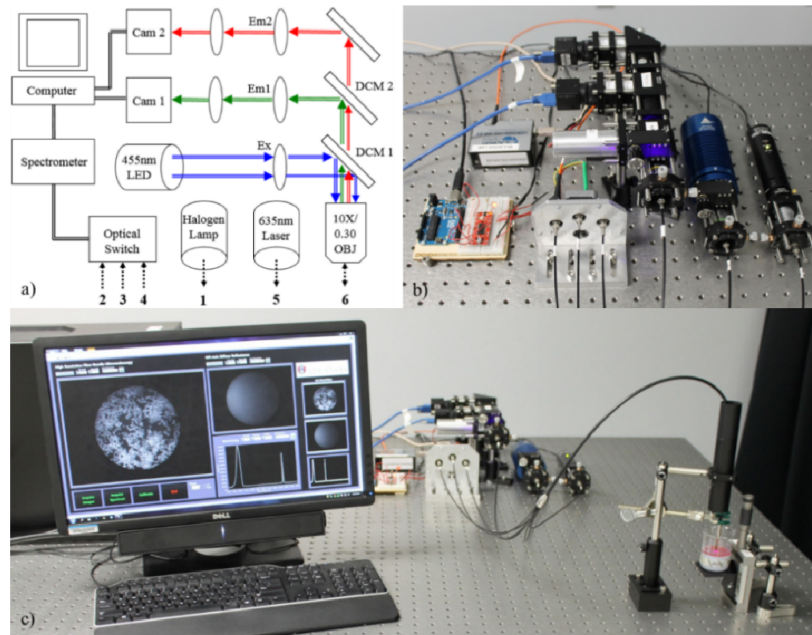 Cam 2
Em2
DCM 2
Computer
Cam 1
Em1
DCM 1
Spectrometer
455nm
LED
Ex
Optical
Switch
Halogen
Lamp
635nm
Laser
10X/
0.30
OBJ
2 3 4 1 5 6
a)
b)
DELL
c)